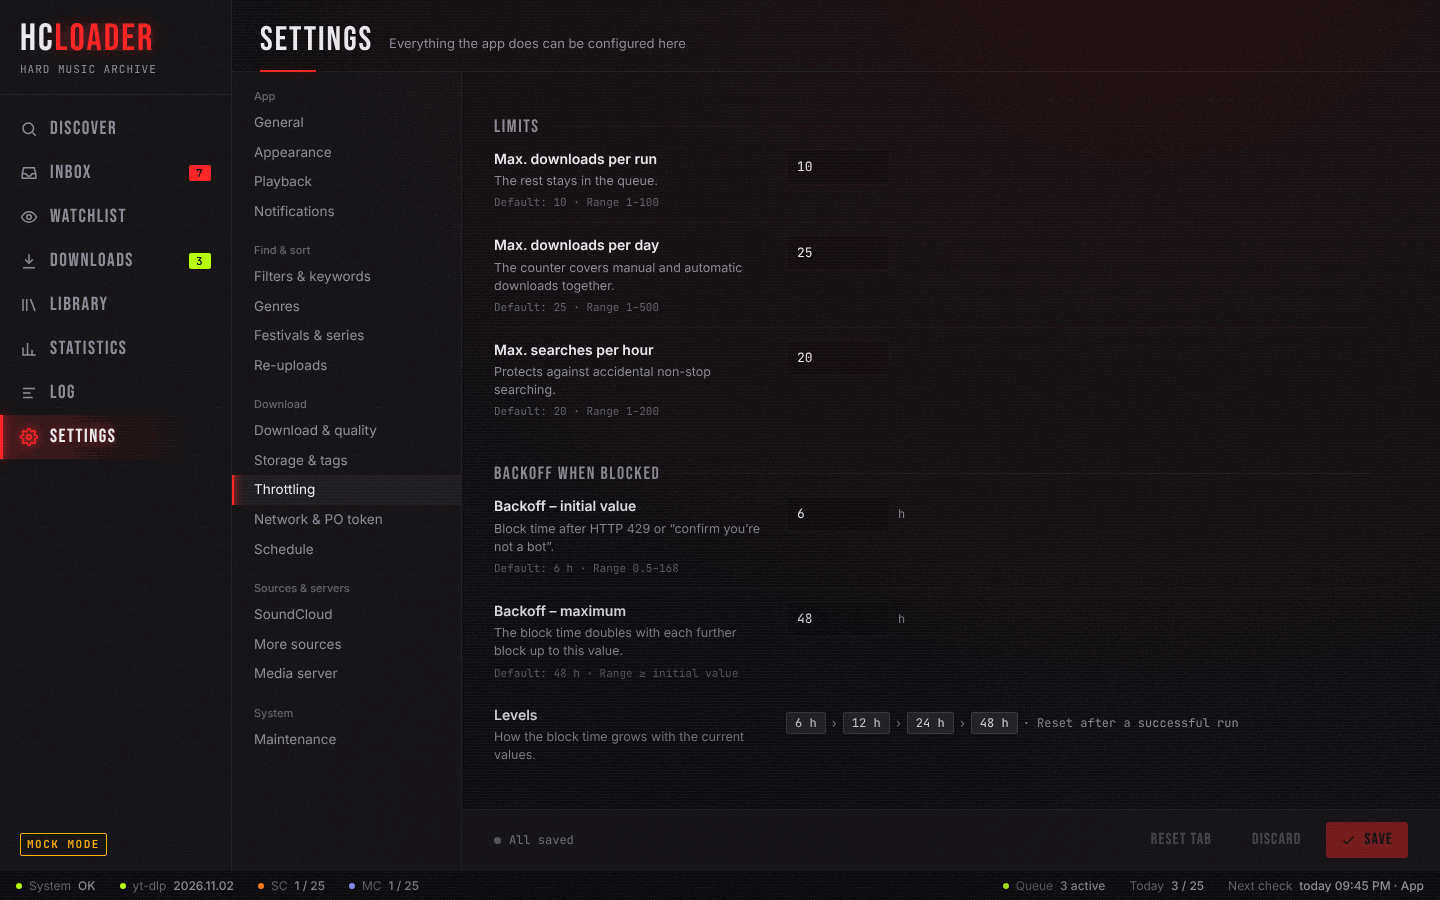 HCLOADER
HARD MUSIC ARCHIVE
DISCOVER
INBOX 7
WATCHLIST
DOWNLOADS 3
LIBRARY
STATISTICS
LOG
SETTINGS
MOCK MODE
SETTINGS Everything the app does can be configured here
App
General
Appearance
Playback
Notifications
Find & sort
Filters & keywords
Genres
Festivals & series
Re-uploads
Download
Download & quality
Storage & tags
Throttling
Network & PO token
Schedule
Sources & servers
SoundCloud
More sources
Media server
System
Maintenance
LIMITS
Max. downloads per run
The rest stays in the queue.
Default: 10 · Range 1–100
10
Max. downloads per day
The counter covers manual and automatic
downloads together.
Default: 25 · Range 1–500
25
Max. searches per hour
Protects against accidental non-stop
searching.
Default: 20 · Range 1–200
20
BACKOFF WHEN BLOCKED
Backoff – initial value
Block time after HTTP 429 or “confirm you’re
not a bot”.
Default: 6 h · Range 0.5–168
6 h
Backoff – maximum
The block time doubles with each further
block up to this value.
Default: 48 h · Range ≥ initial value
48 h
Levels
How the block time grows with the current
values.
6 h › 12 h › 24 h › 48 h · Reset after a successful run
All saved
RESET TAB DISCARD SAVE
System OK yt-dlp 2026.11.02 SC 1 / 25 MC 1 / 25 Queue 3 active Today 3 / 25 Next check today 09:45 PM · App